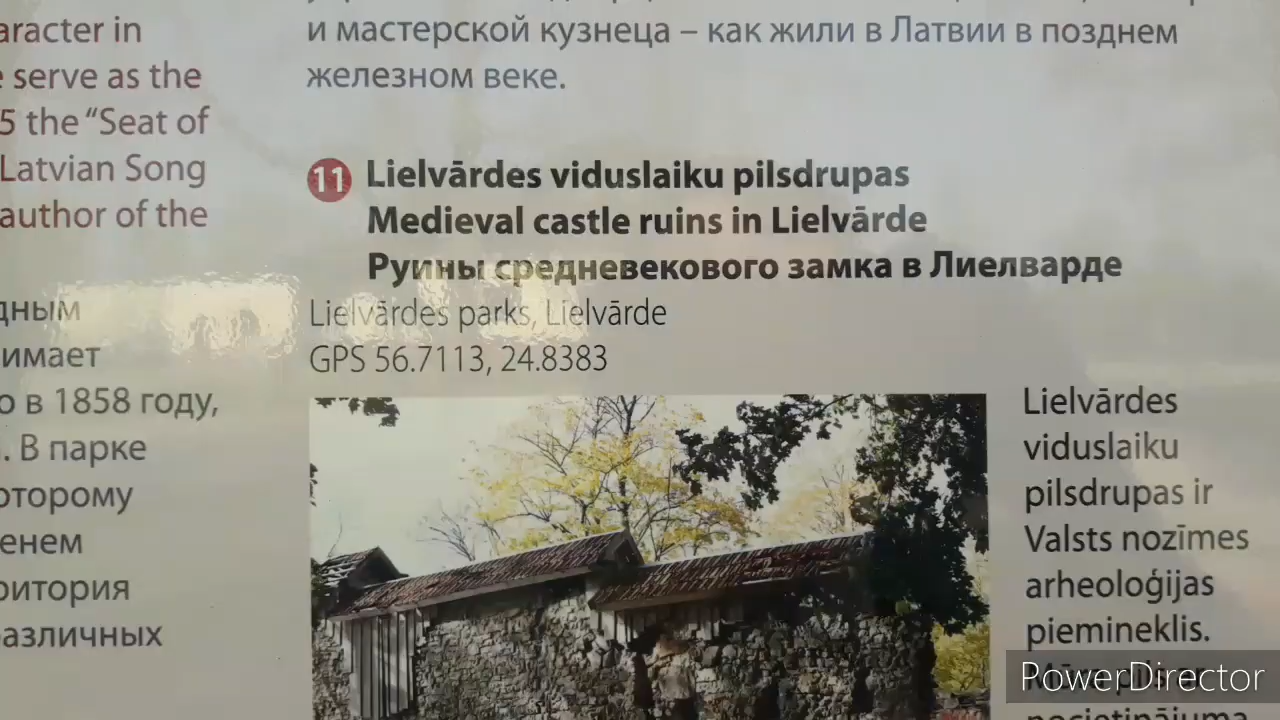 aracter in
serve as the
5 the “Seat of
Latvian Song
author of the
дным
имает
о в 1858 году,
. В парке
оторому
енем
ритория
азличных
и мастерской кузнеца – как жили в Латвии в позднем
железном веке.
11 Lielvārdes viduslaiku pilsdrupas
Medieval castle ruins in Lielvārde
Руины средневекового замка в Лиелварде
Lielvārdes parks, Lielvārde
GPS 56.7113, 24.8383
Lielvārdes
viduslaiku
pilsdrupas ir
Valsts nozīmes
arheoloģijas
piemineklis.
PowerDirector